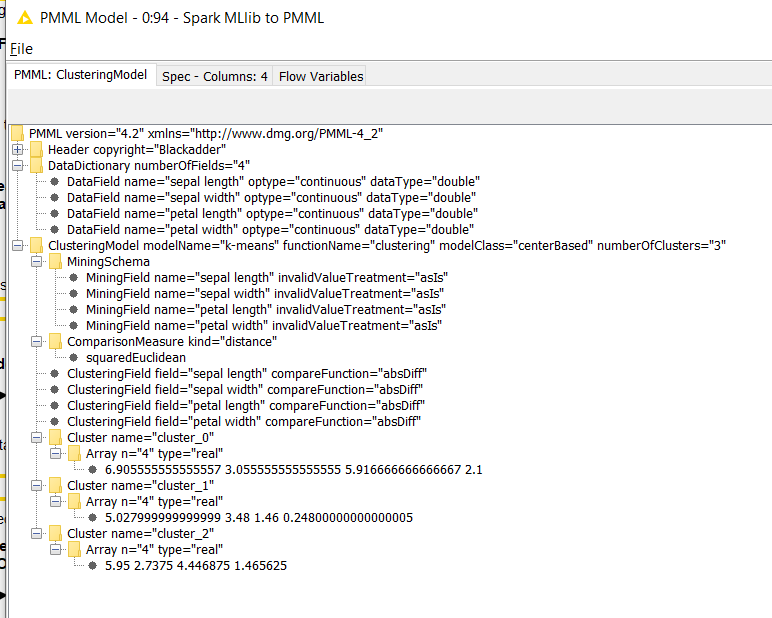 PMML Model - 0:94 - Spark MLlib to PMML
File
PMML: ClusteringModel Spec - Columns: 4 Flow Variables
PMML version="4.2" xmlns="http://www.dmg.org/PMML-4_2"
Header copyright="Blackadder"
DataDictionary numberOfFields="4"
DataField name="sepal length" optype="continuous" dataType="double"
DataField name="sepal width" optype="continuous" dataType="double"
DataField name="petal length" optype="continuous" dataType="double"
DataField name="petal width" optype="continuous" dataType="double"
ClusteringModel modelName="k-means" functionName="clustering" modelClass="centerBased" numberOfClusters="3"
MiningSchema
MiningField name="sepal length" invalidValueTreatment="asIs"
MiningField name="sepal width" invalidValueTreatment="asIs"
MiningField name="petal length" invalidValueTreatment="asIs"
MiningField name="petal width" invalidValueTreatment="asIs"
ComparisonMeasure kind="distance"
squaredEuclidean
ClusteringField field="sepal length" compareFunction="absDiff"
ClusteringField field="sepal width" compareFunction="absDiff"
ClusteringField field="petal length" compareFunction="absDiff"
ClusteringField field="petal width" compareFunction="absDiff"
Cluster name="cluster_0"
Array n="4" type="real"
6.905555555555557 3.055555555555555 5.916666666666667 2.1
Cluster name="cluster_1"
Array n="4" type="real"
5.027999999999999 3.48 1.46 0.24800000000000005
Cluster name="cluster_2"
Array n="4" type="real"
5.95 2.7375 4.446875 1.465625